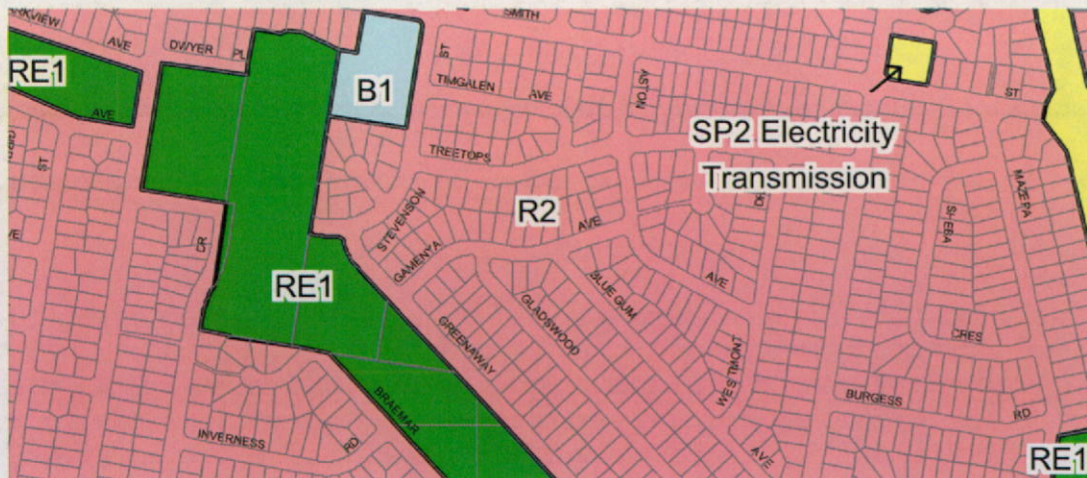 SMITH
AVE
DWYER
PL
RE1
AVE
ST
B1
TIMGALEN
AVE
ASTON
ST
SP2 Electricity
Transmission
TREETOPS
ST
STEVENSON
R2
AVE
MAZEPA
SHEBA
GAMENYA
DR
RE1
AVE
BLUE GUM
GLADSWOOD
GREENAWAY
CRES
WESTMONT
BRAEMAR
BURGESS
RD
INVERNESS
RD
AVE
RE1